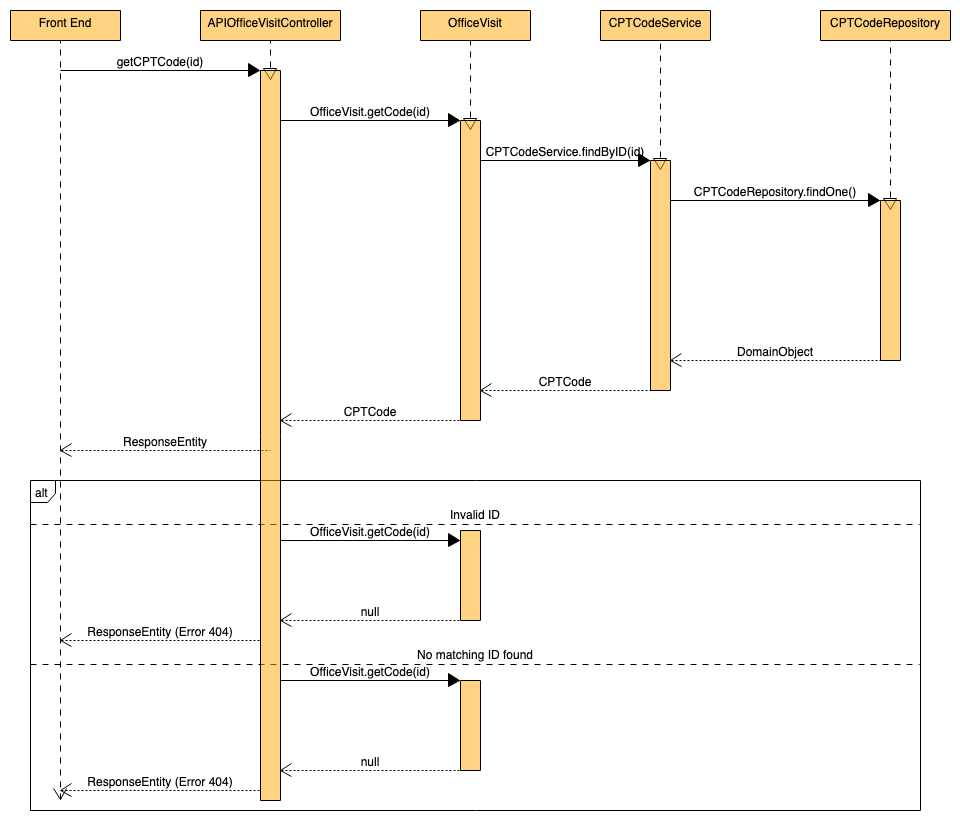 Front End
APIOfficeVisitController
OfficeVisit
CPTCodeService
CPTCodeRepository
getCPTCode(id)
OfficeVisit.getCode(id)
CPTCodeService.findByID(id)
CPTCodeRepository.findOne()
DomainObject
CPTCode
CPTCode
ResponseEntity
alt
Invalid ID
OfficeVisit.getCode(id)
null
ResponseEntity (Error 404)
No matching ID found
OfficeVisit.getCode(id)
null
ResponseEntity (Error 404)